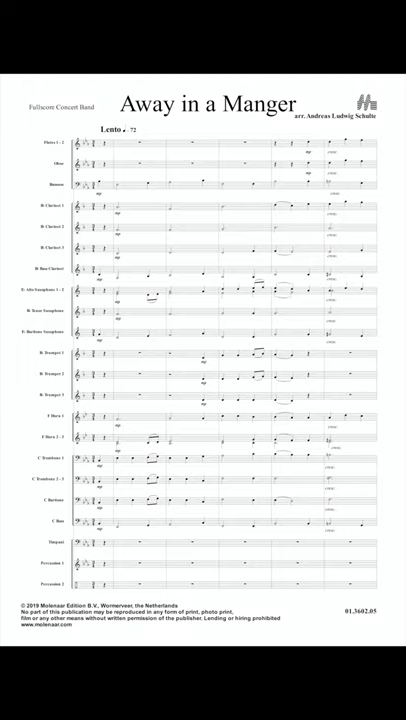 Fullscore Concert Band
Away in a Manger
arr. Andreas Ludwig Schulte
Lento ♩ = 72
Flutes 1 - 2
Oboe
Bassoon
B♭ Clarinet 1
B♭ Clarinet 2
B♭ Clarinet 3
B♭ Bass Clarinet
E♭ Alto Saxophone 1 - 2
B♭ Tenor Saxophone
E♭ Baritone Saxophone
B♭ Trumpet 1
B♭ Trumpet 2
B♭ Trumpet 3
F Horn 1
F Horn 2 - 3
C Trombone 1
C Trombone 2 - 3
C Baritone
C Bass
Timpani
Percussion 1
Percussion 2
© 2019 Molenaar Edition B.V., Wormerveer, the Netherlands
No part of this publication may be reproduced in any form of print, photo print,
film or any other means without written permission of the publisher. Lending or hiring prohibited
www.molenaar.com
01.3602.05